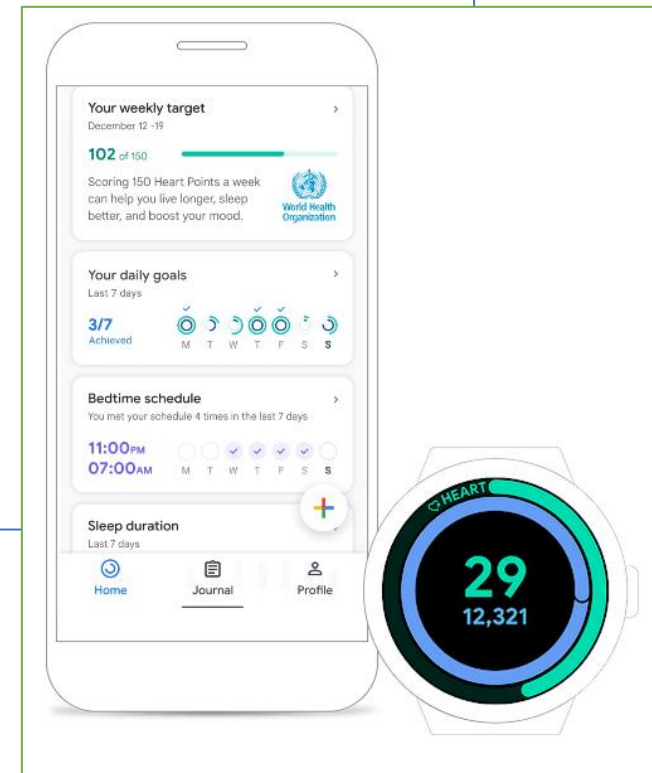 Your weekly target
December 12 -19
102 of 150
Scoring 150 Heart Points a week
can help you live longer, sleep
better, and boost your mood.
World Health
Organization
Your daily goals
Last 7 days
3/7
Achieved
M T W T F S S
Bedtime schedule
You met your schedule 4 times in the last 7 days
11:00PM
07:00AM
M T W T F S S
Sleep duration
Last 7 days
Home
Journal
Profile
HEART
29
12,321